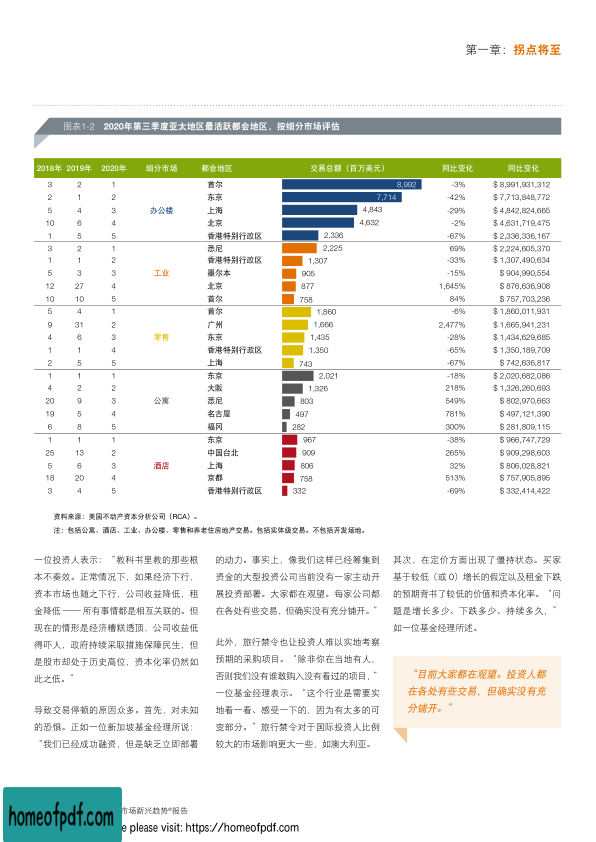 第一章：拐点将至
图表1-2 2020年第三季度亚太地区最活跃都会地区，按细分市场评估
2018年 2019年 2020年 细分市场 都会地区 交易总额（百万美元） 同比变化 同比变化
3 2 1 首尔 8,992 -3% $ 8,991,931,312
2 1 2 东京 7,714 -42% $ 7,713,848,772
5 4 3 办公楼 上海 4,843 -29% $ 4,842,824,665
10 6 4 北京 4,632 -2% $ 4,631,719,475
1 5 5 香港特别行政区 2,336 -67% $ 2,336,336,167
3 2 1 悉尼 2,225 69% $ 2,224,605,370
1 1 2 香港特别行政区 1,307 -33% $ 1,307,490,634
5 3 3 工业 墨尔本 905 -15% $ 904,990,554
12 27 4 北京 877 1,645% $ 876,636,908
10 10 5 首尔 758 84% $ 757,703,236
5 4 1 首尔 1,860 -6% $ 1,860,011,931
9 31 2 广州 1,666 2,477% $ 1,665,941,231
4 6 3 零售 东京 1,435 -28% $ 1,434,629,685
1 1 4 香港特别行政区 1,350 -65% $ 1,350,189,709
2 5 5 上海 743 -67% $ 742,636,817
1 1 1 东京 2,021 -18% $ 2,020,682,086
4 2 2 大阪 1,326 218% $ 1,326,260,693
20 9 3 公寓 悉尼 803 549% $ 802,970,663
19 5 4 名古屋 497 781% $ 497,121,390
6 8 5 福冈 282 300% $ 281,809,115
1 1 1 东京 967 -38% $ 966,747,729
25 13 2 中国台北 909 265% $ 909,298,603
5 6 3 酒店 上海 806 32% $ 806,028,821
18 20 4 京都 758 513% $ 757,905,895
3 4 5 香港特别行政区 332 -69% $ 332,414,422
资料来源：美国不动产资本分析公司（RCA）。
注：包括公寓、酒店、工业、办公楼、零售和养老住房地产交易。包括实体级交易。不包括开发场地。
一位投资人表示：“教科书里教的那些根
本不奏效。正常情况下，如果经济下行，
资本市场也随之下行，公司收益降低，租
金降低 —— 所有事情都是相互关联的。但
现在的情形是经济糟糕透顶，公司收益低
得吓人，政府持续采取措施保障民生，但
是股市却处于历史高位，资本化率仍然如
此之低。”
导致交易停顿的原因众多。首先，对未知
的恐惧。正如一位新加坡基金经理所说：
“我们已经成功融资，但是缺乏立即部署
的动力。事实上，像我们这样已经筹集到
资金的大型投资公司当前没有一家主动开
展投资部署。大家都在观望。每家公司都
在各处有些交易，但确实没有充分铺开。”
此外，旅行禁令也让投资人难以实地考察
预期的采购项目。“除非你在当地有人，
否则我们没有谁敢购入没有看过的项目，”
一位基金经理表示。“这个行业是需要实
地看一看、感受一下的，因为有太多的可
变部分。”旅行禁令对于国际投资人比例
较大的市场影响更大一些，如澳大利亚。
其次，在定价方面出现了僵持状态。买家
基于较低（或 0）增长的假定以及租金下跌
的预期背书了较低的价值和资本化率。“问
题是增长多少、下跌多少、持续多久，”
如一位基金经理所述。
“目前大家都在观望。投资人都
在各处有些交易，但确实没有充
分铺开。“
市场新兴趋势®报告
homeofpdf.com
e please visit: https://homeofpdf.com